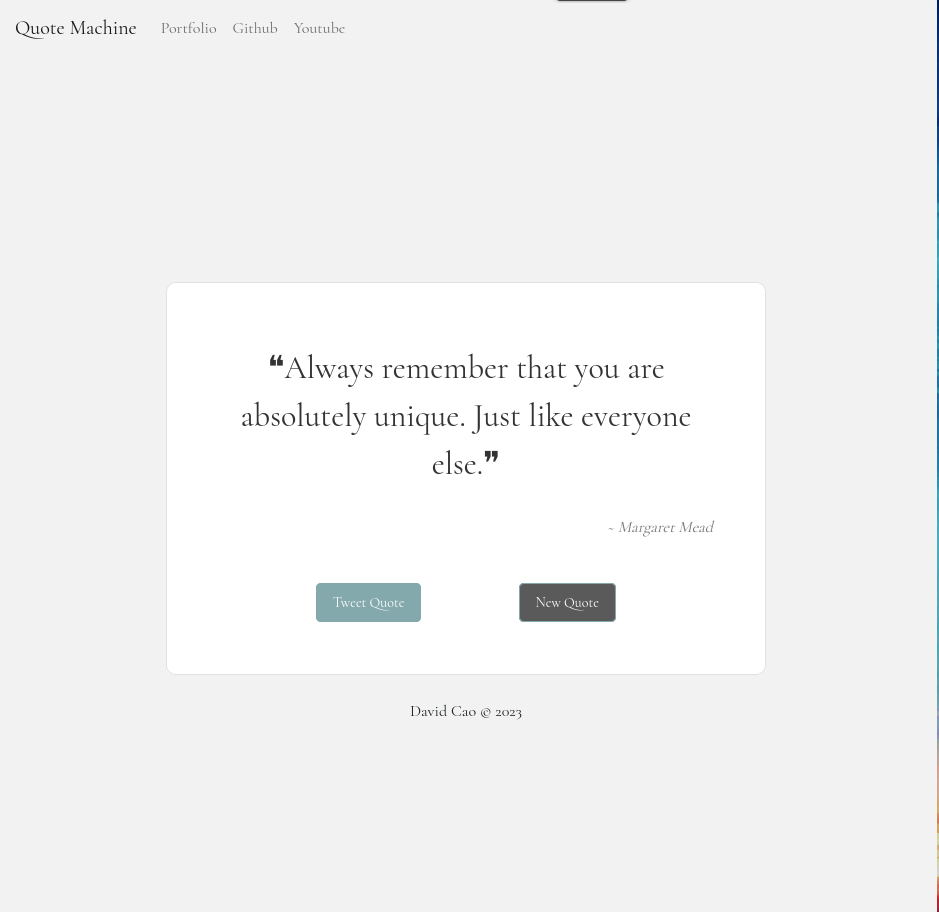 Quote Machine Portfolio Github Youtube
❝Always remember that you are
absolutely unique. Just like everyone
else.❞
~ Margaret Mead
Tweet Quote New Quote
David Cao © 2023